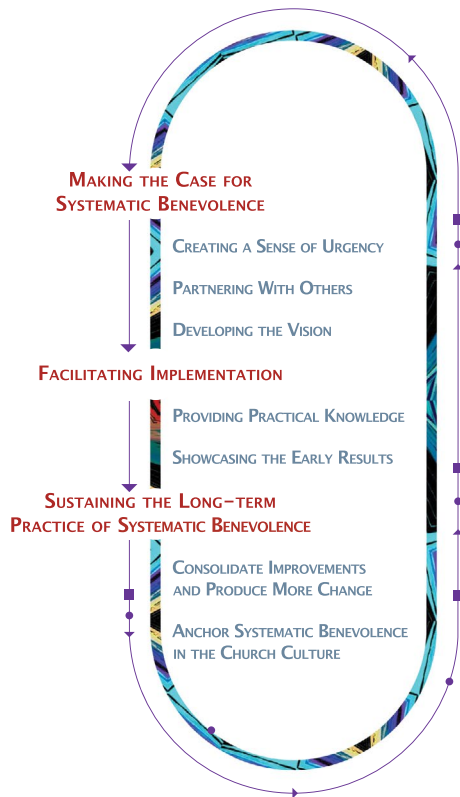 Making the Case for
Systematic Benevolence
Creating a Sense of Urgency
Partnering With Others
Developing the Vision
Facilitating Implementation
Providing Practical Knowledge
Showcasing the Early Results
Sustaining the Long-term
Practice of Systematic Benevolence
Consolidate Improvements
and Produce More Change
Anchor Systematic Benevolence
in the Church Culture